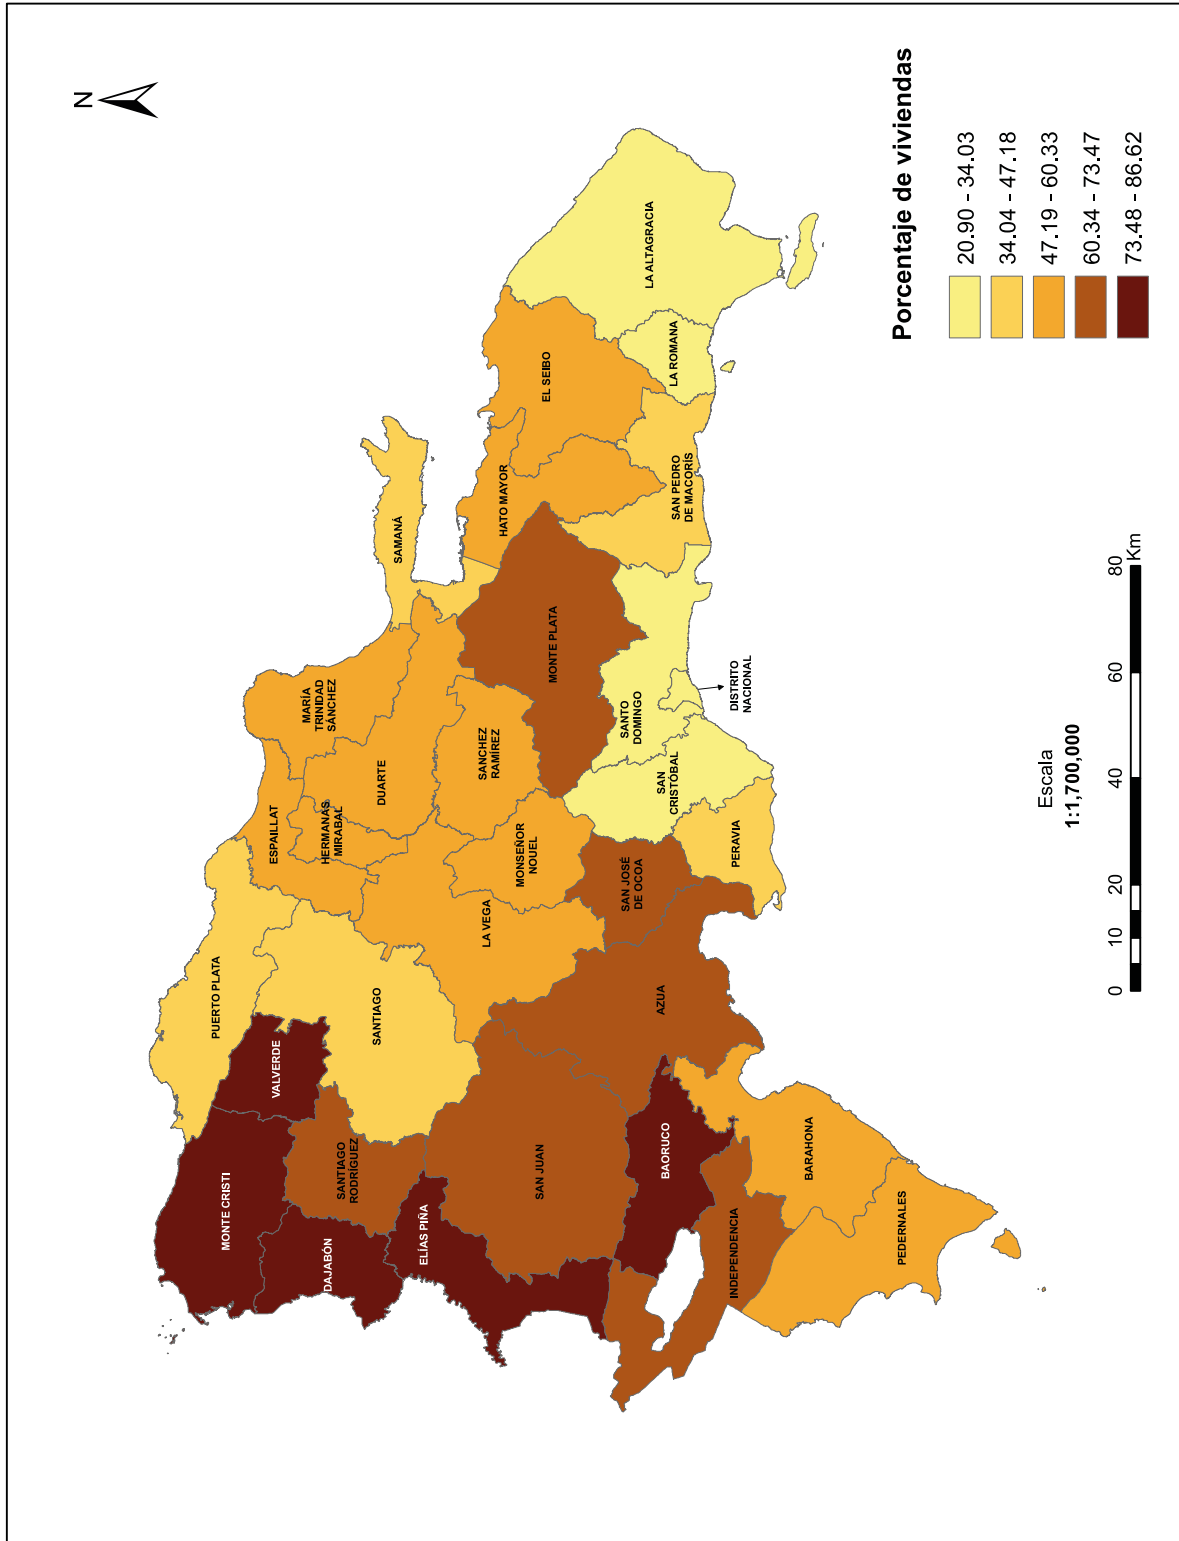 N
MONTE CRISTI
DAJABÓN
VALVERDE
PUERTO PLATA
SANTIAGO
RODRÍGUEZ
SANTIAGO
ELÍAS PIÑA
SAN JUAN
ESPAILLAT
HERMANAS
MIRABAL
MARÍA
TRINIDAD
SÁNCHEZ
DUARTE
SAMANÁ
LA VEGA
SANCHEZ
RAMÍREZ
MONSEÑOR
NOUEL
HATO MAYOR
EL SEIBO
LA ALTAGRACIA
LA ROMANA
SAN PEDRO
DE MACORÍS
MONTE PLATA
SANTO
DOMINGO
DISTRITO
NACIONAL
SAN
CRISTÓBAL
PERAVIA
SAN JOSÉ
DE OCOA
AZUA
BAORUCO
INDEPENDENCIA
BARAHONA
PEDERNALES
Porcentaje de viviendas
20.90 - 34.03
34.04 - 47.18
47.19 - 60.33
60.34 - 73.47
73.48 - 86.62
Escala
1:1,700,000
0 10 20 40 60 80
Km